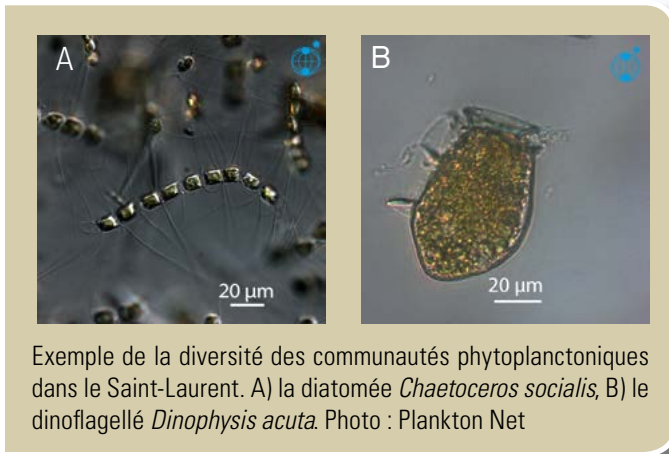 A
B
20 µm
20 µm
Exemple de la diversité des communautés phytoplanctoniques
dans le Saint-Laurent. A) la diatomée Chaetoceros socialis, B) le
dinoflagellé Dinophysis acuta. Photo : Plankton Net